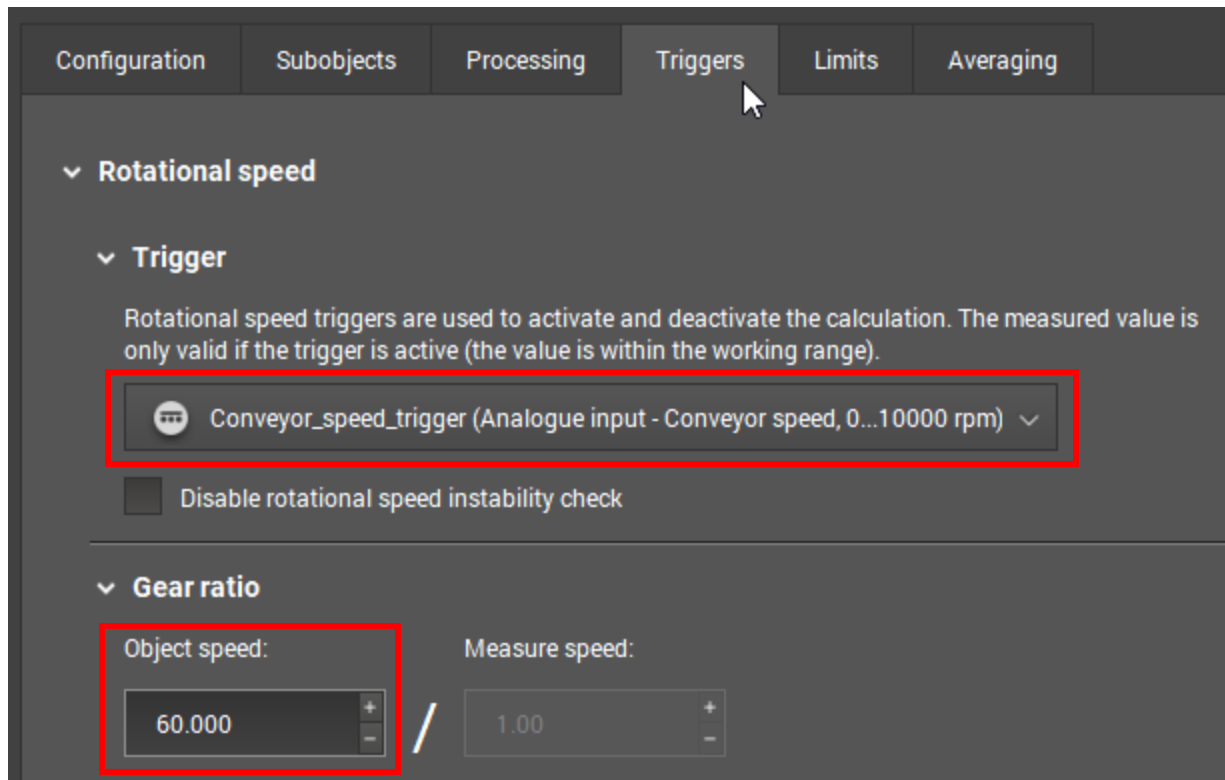 Configuration Subobjects Processing Triggers Limits Averaging
Rotational speed
Trigger
Rotational speed triggers are used to activate and deactivate the calculation. The measured value is
only valid if the trigger is active (the value is within the working range).
Conveyor_speed_trigger (Analogue input - Conveyor speed, 0...10000 rpm)
Disable rotational speed instability check
Gear ratio
Object speed: Measure speed:
60.000 + - / 1.00 + -